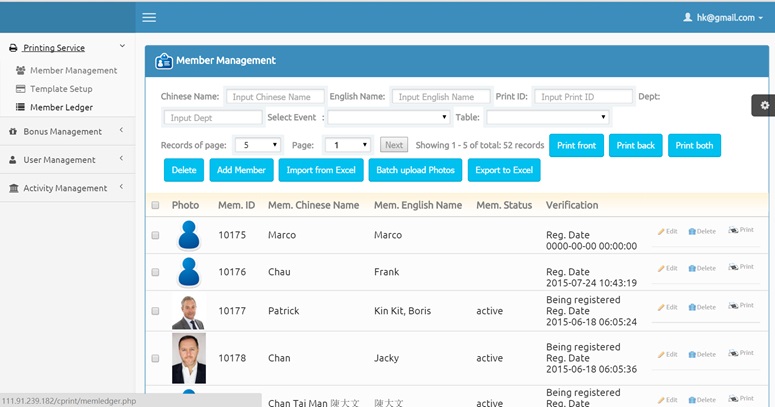 hk@gmail.com
Printing Service
Member Management
Template Setup
Member Ledger
Bonus Management
User Management
Activity Management
Member Management
Chinese Name: Input Chinese Name English Name: Input English Name Print ID: Input Print ID Dept:
Input Dept Select Event : Table:
Records of page: 5 Page: 1 Next Showing 1 - 5 of total: 52 records Print front Print back Print both
Delete Add Member Import from Excel Batch upload Photos Export to Excel
Photo Mem. ID Mem. Chinese Name Mem. English Name Mem. Status Verification
10175 Marco Marco Reg. Date Edit Delete Print
0000-00-00 00:00:00
10176 Chau Frank Reg. Date Edit Delete Print
2015-07-24 10:43:19
Being registered
10177 Patrick Kin Kit, Boris active Reg. Date Edit Delete Print
2015-06-18 06:05:24
Being registered
10178 Chan Jacky active Reg. Date Edit Delete Print
2015-06-18 06:05:36
Being registered
Chan Tai Man 陳大文 陳大文 Reg. Date Edit Delete Print
111.91.239.182/cprint/memledger.php